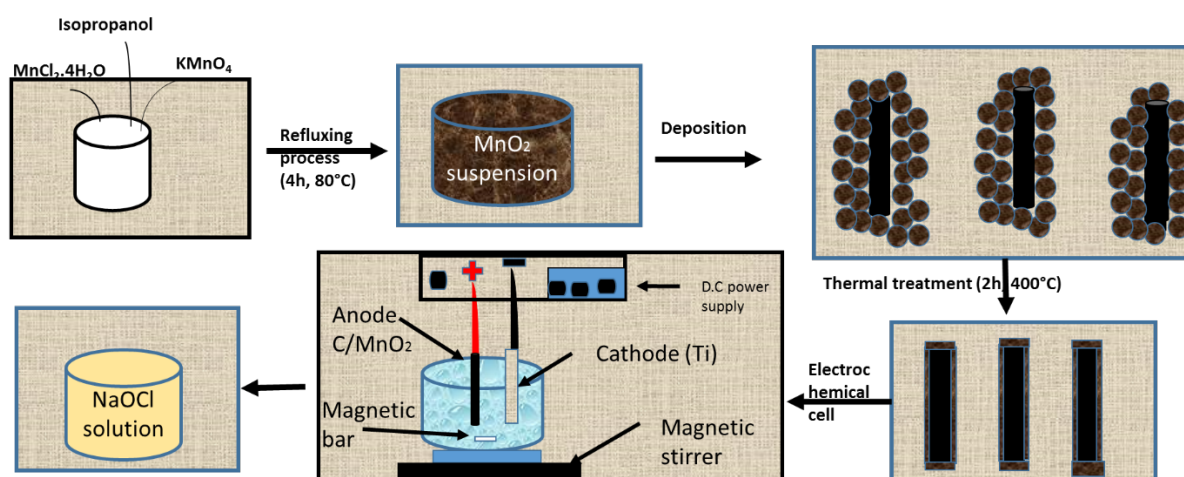 Isopropanol
MnCl₂.4H₂O
KMnO₄
Refluxing
process
(4h, 80°C)
MnO₂
suspension
Deposition
Thermal treatment (2h, 400°C)
Electroc
hemical
cell
D.C power
supply
Anode
C/MnO₂
Cathode (Ti)
Magnetic
bar
Magnetic
stirrer
NaOCl
solution